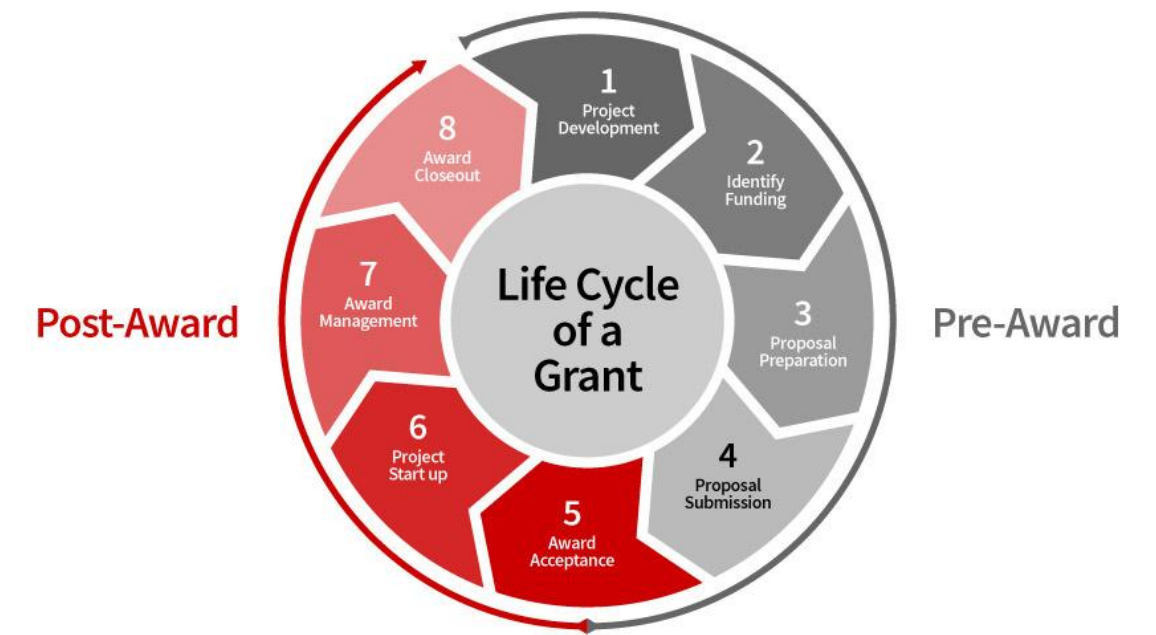 1
Project
Development
2
Identify
Funding
3
Proposal
Preparation
4
Proposal
Submission
5
Award
Acceptance
6
Project
Start up
7
Award
Management
8
Award
Closeout
Life Cycle
of a
Grant
Post-Award
Pre-Award